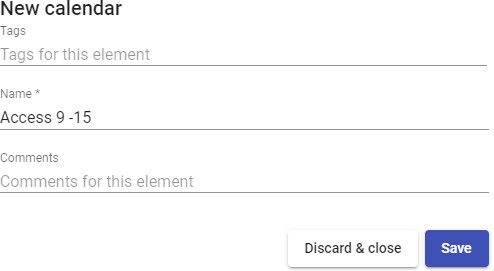 New calendar
Tags
Tags for this element
Name *
Access 9 -15
Comments
Comments for this element
Discard & close
Save